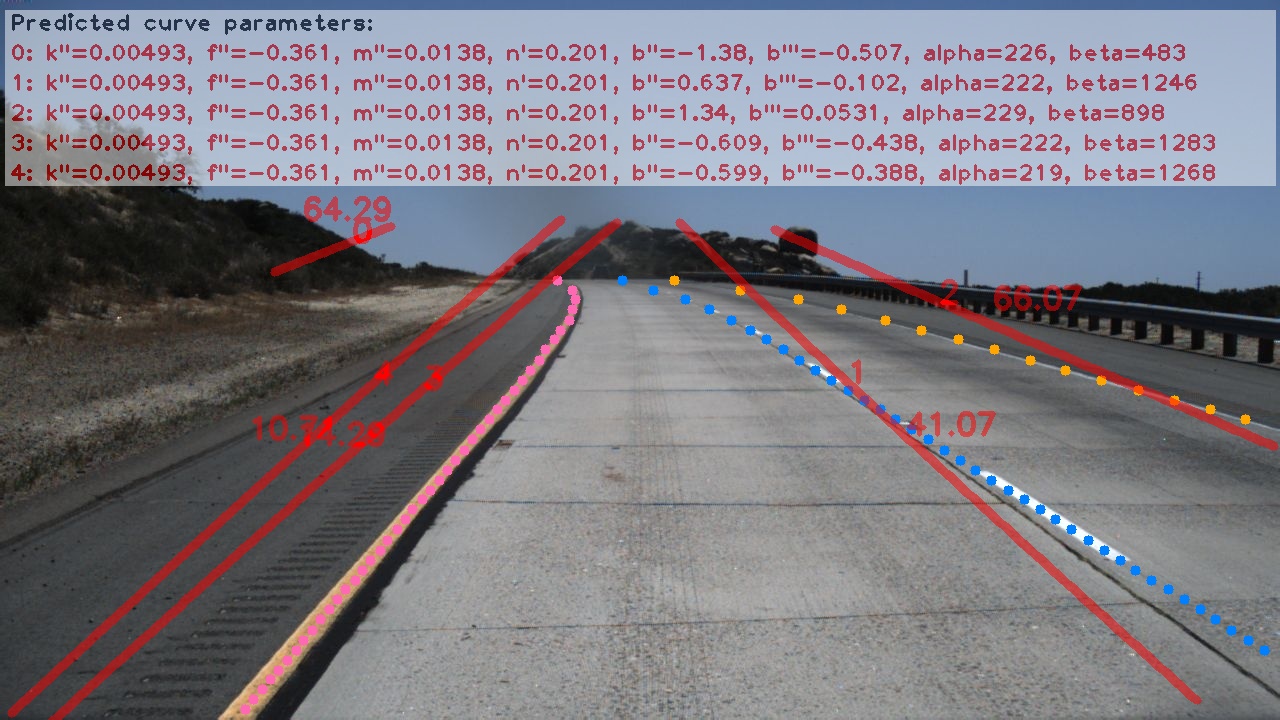 Predicted curve parameters:
0: k''=0.00493, f''=-0.361, m''=0.0138, n'=0.201, b''=-1.38, b'''=-0.507, alpha=226, beta=483
1: k''=0.00493, f''=-0.361, m''=0.0138, n'=0.201, b''=0.637, b'''=-0.102, alpha=222, beta=1246
2: k''=0.00493, f''=-0.361, m''=0.0138, n'=0.201, b''=1.34, b'''=0.0531, alpha=229, beta=898
3: k''=0.00493, f''=-0.361, m''=0.0138, n'=0.201, b''=-0.609, b'''=-0.438, alpha=222, beta=1283
4: k''=0.00493, f''=-0.361, m''=0.0138, n'=0.201, b''=-0.599, b'''=-0.388, alpha=219, beta=1268
64.29
0
2 66.07
4 3 1
41.07